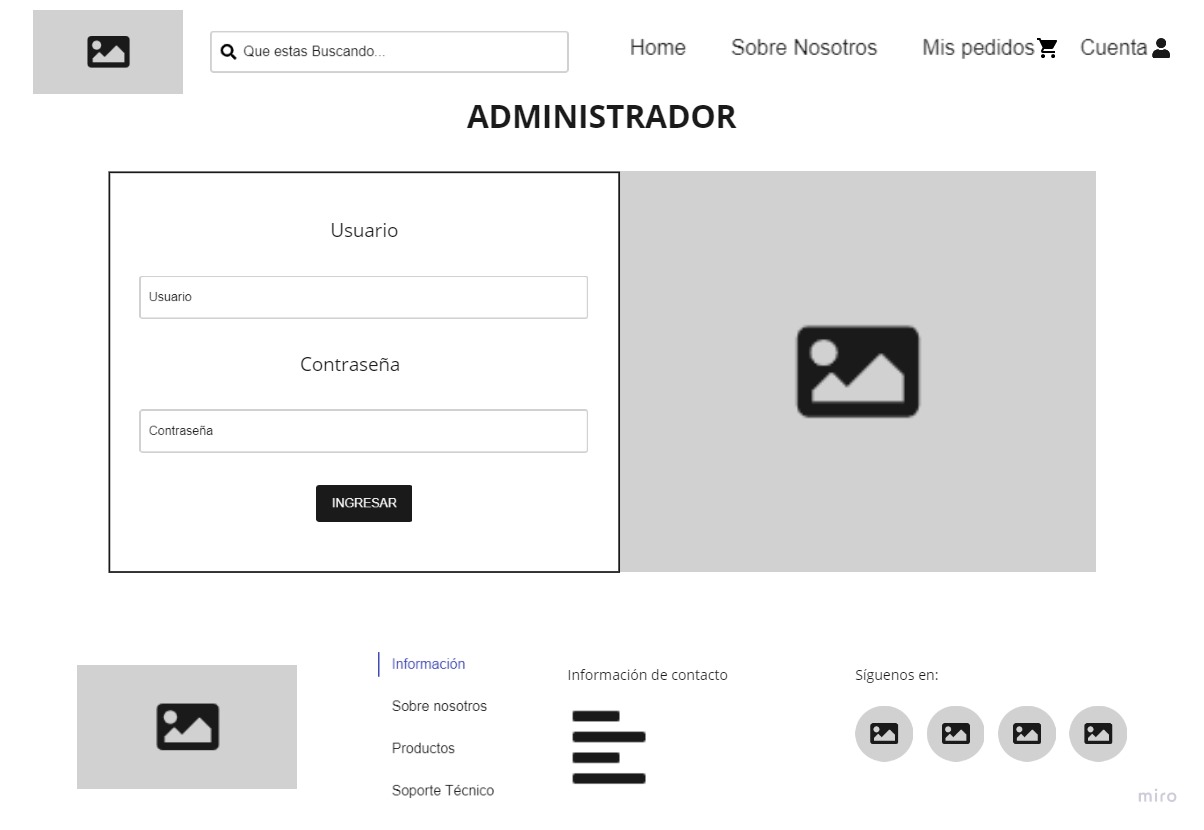 Que estas Buscando...
Home
Sobre Nosotros
Mis pedidos
Cuenta
ADMINISTRADOR
Usuario
Usuario
Contraseña
Contraseña
INGRESAR
Información
Sobre nosotros
Productos
Soporte Técnico
Información de contacto
Síguenos en:
miro